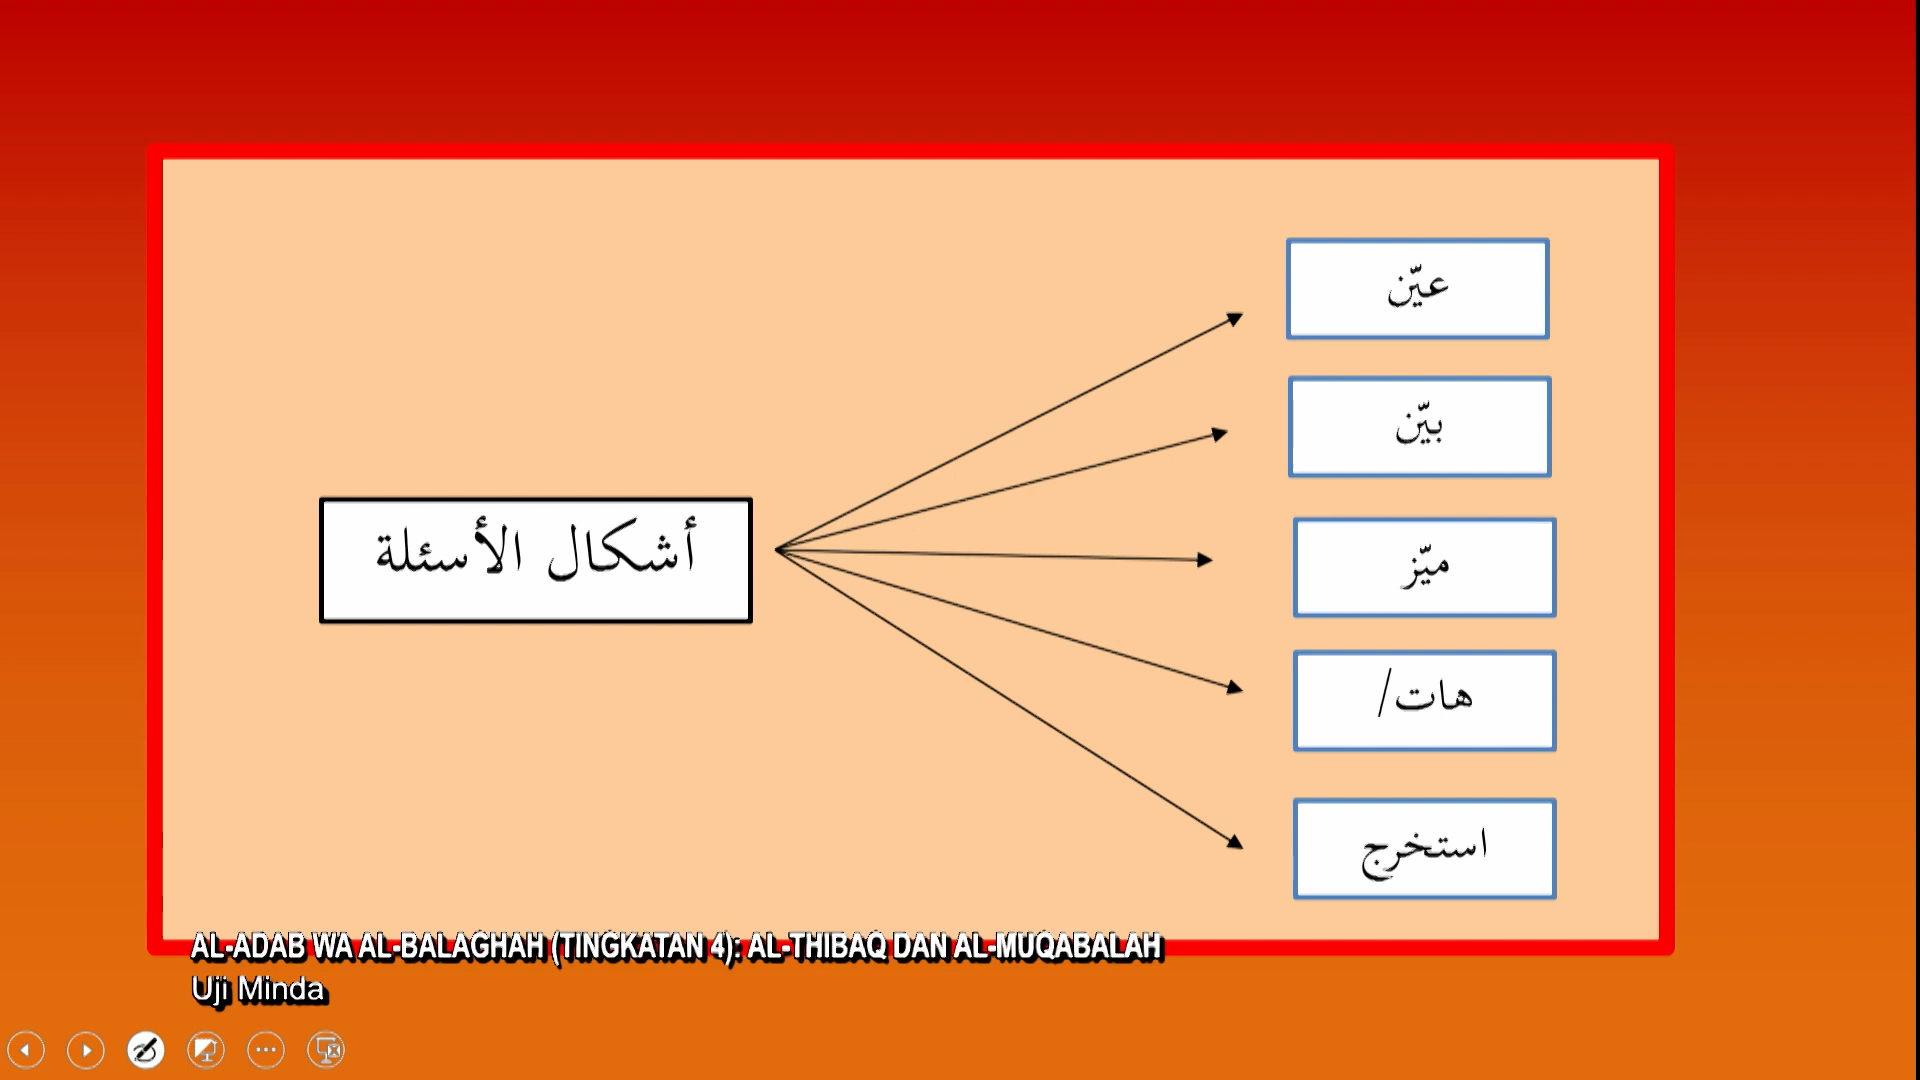 أشكال الأسئلة
عيّن
بيّن
ميّز
هات/
استخرج
AL-ADAB WA AL-BALAGHAH (TINGKATAN 4): AL-THIBAQ DAN AL-MUQABALAH
Uji Minda